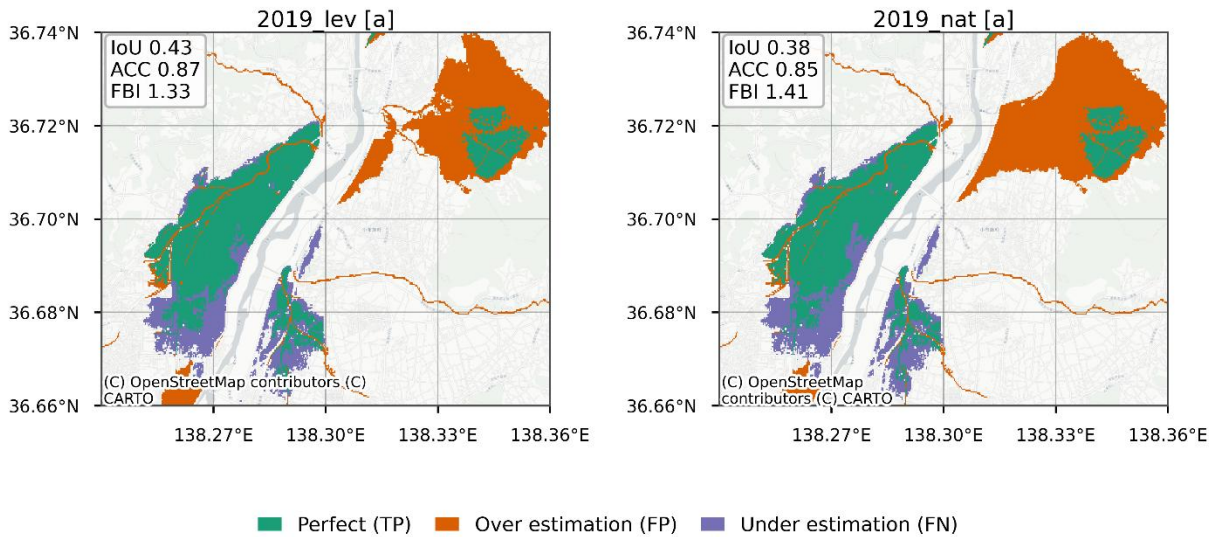 2019_lev [a]
36.74°N
36.72°N
36.70°N
36.68°N
36.66°N
IoU 0.43
ACC 0.87
FBI 1.33
(C) OpenStreetMap contributors (C)
CARTO
138.27°E
138.30°E
138.33°E
138.36°E
2019_nat [a]
36.74°N
36.72°N
36.70°N
36.68°N
36.66°N
IoU 0.38
ACC 0.85
FBI 1.41
(C) OpenStreetMap
contributors (C) CARTO
138.27°E
138.30°E
138.33°E
138.36°E
Perfect (TP)
Over estimation (FP)
Under estimation (FN)